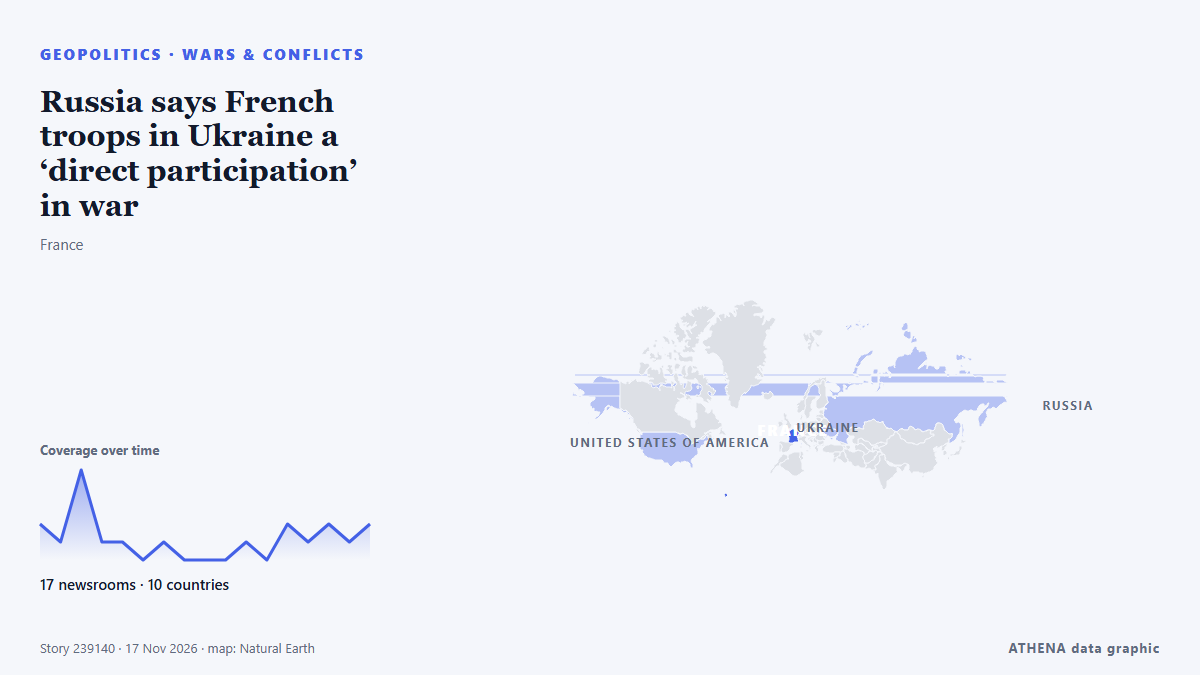 GEOPOLITICS · WARS & CONFLICTS
Russia says French
troops in Ukraine a
‘direct participation’
in war
France
Coverage over time
17 newsrooms · 10 countries
Story 239140 · 17 Nov 2026 · map: Natural Earth
RUSSIA
UKRAINE
UNITED STATES OF AMERICA
ATHENA data graphic